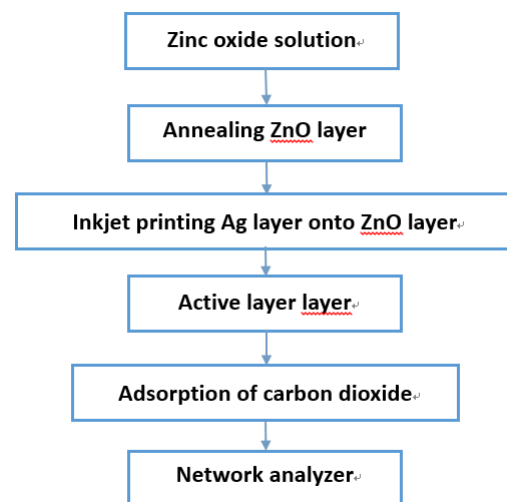 Zinc oxide solution
Annealing ZnO layer
Inkjet printing Ag layer onto ZnO layer
Active layer layer
Adsorption of carbon dioxide
Network analyzer